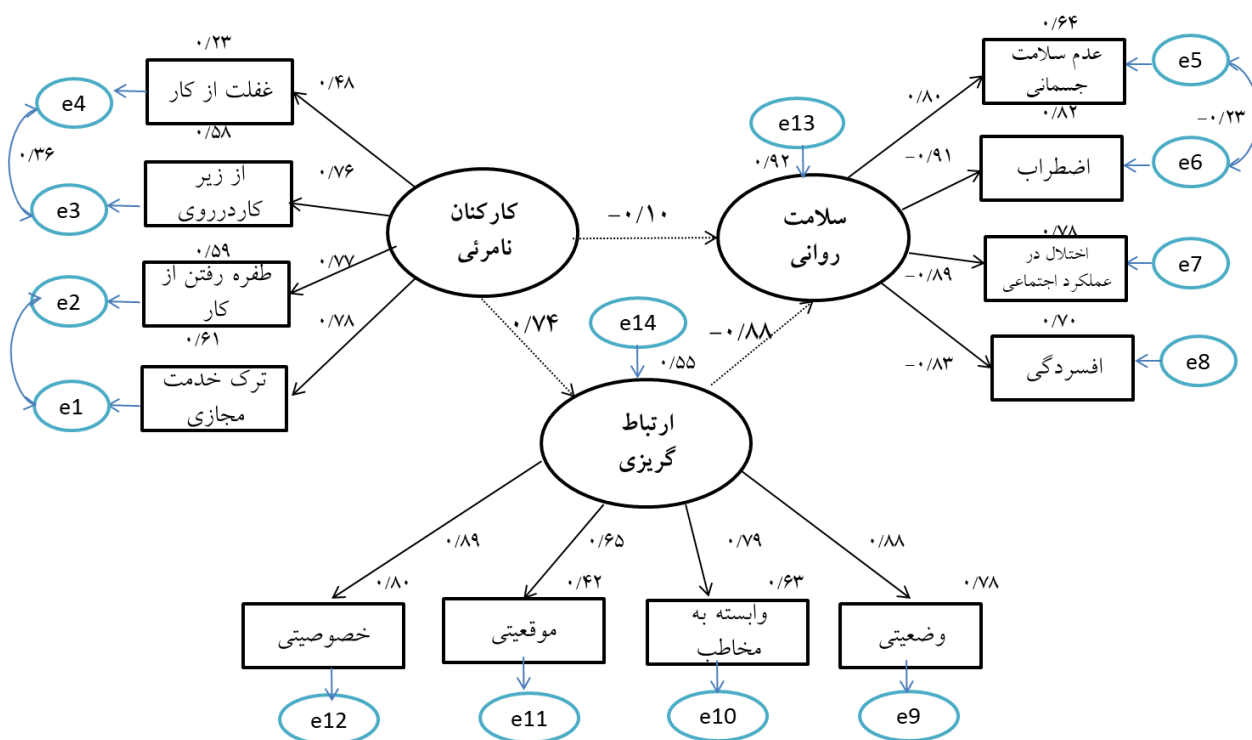 ۰/۲۳
غفلت از کار
e4
۰/۴۸
۰/۳۶
۰/۵۸
از زیر
کاردرروی
e3
۰/۷۶
۰/۵۹
طفره رفتن از
کار
e2
۰/۷۷
۰/۶۱
ترک خدمت
مجازی
e1
۰/۷۸
کارکنان
نامرئی
−۰/۱۰
۰/۷۴
e13
۰/۹۲
سلامت
روانی
e14
۰/۵۵
−۰/۸۸
ارتباط
گریزی
۰/۶۴
عدم سلامت
جسمانی
e5
۰/۸۰
−۰/۲۳
۰/۸۲
اضطراب
e6
−۰/۹۱
۰/۷۸
اختلال در
عملکرد اجتماعی
e7
−۰/۸۹
۰/۷۰
افسردگی
e8
−۰/۸۳
۰/۸۹
۰/۸۰
خصوصیتی
e12
۰/۶۵
۰/۴۲
موقعیتی
e11
۰/۷۹
۰/۶۳
وابسته به
مخاطب
e10
۰/۸۸
۰/۷۸
وضعیتی
e9